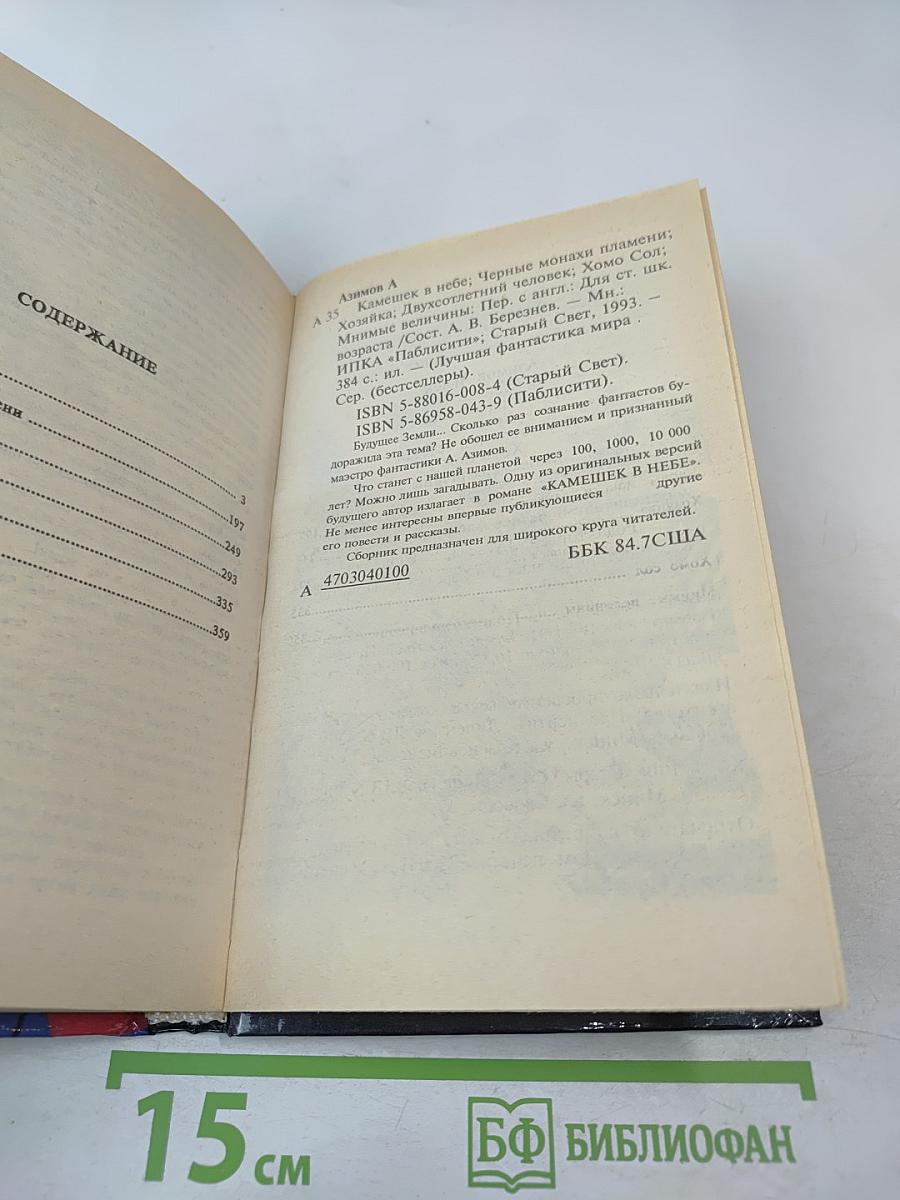 СОДЕРЖАНИЕ
3
ени
197
249
293
335
359
Азимов А
А 35 Камешек в небе; Черные монахи пламени;
Хозяйка; Двухсотлетний человек; Хомо Сол;
Мнимые величины: Пер. с англ.: Для ст. шк.
возраста /Сост. А. В. Березнев. — Мн.:
ИПКА «Паблисити»; Старый Свет, 1993. —
384 с.: ил. — (Лучшая фантастика мира .
Сер. (бестселлеры).
ISBN 5-88016-008-4 (Старый Свет).
ISBN 5-86958-043-9 (Паблисити).
Будущее Земли... Сколько раз сознание фантастов бу-
доражила эта тема? Не обошел ее вниманием и признанный
маэстро фантастики А. Азимов.
Что станет с нашей планетой через 100, 1000, 10 000
лет? Можно лишь загадывать. Одну из оригинальных версий
будущего автор излагает в романе «КАМЕШЕК В НЕБЕ».
Не менее интересны впервые публикующиеся другие
его повести и рассказы.
Сборник предназначен для широкого круга читателей.
А 4703040100
ББК 84.7США
15 см
БФ БИБЛИОФАН